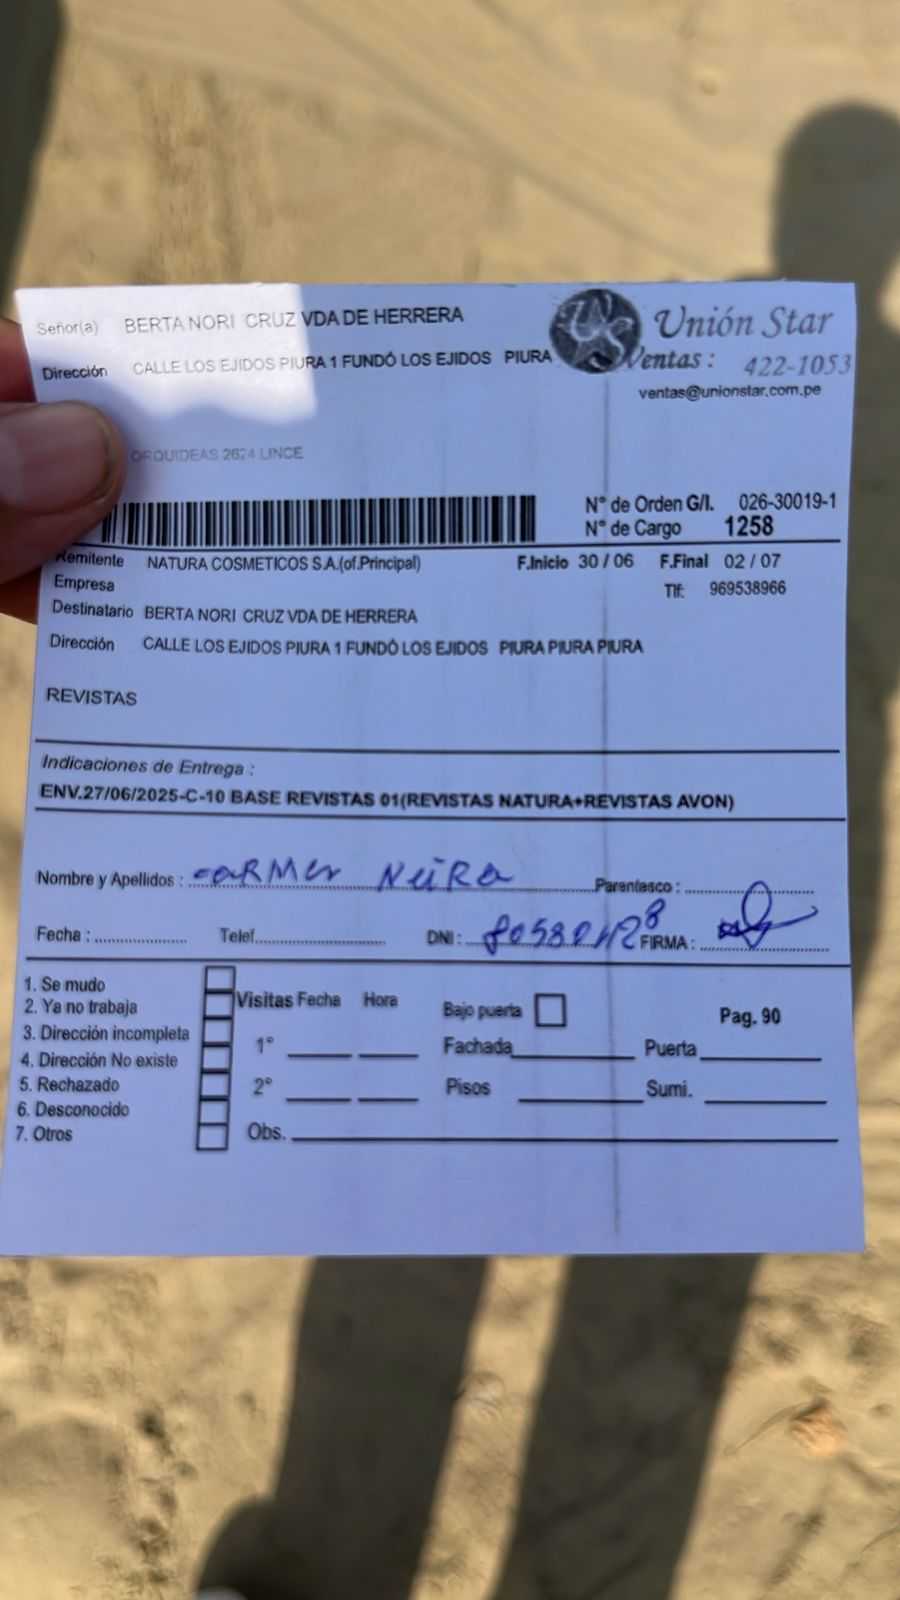 Señor(a) BERTA NORI CRUZ VDA DE HERRERA
Unión Star
Dirección CALLE LOS EJIDOS PIURA 1 FUNDÓ LOS EJIDOS PIURA
Ventas : 422-1053
ventas@unionstar.com.pe
ORQUIDEAS 2674 LINCE
N° de Orden G/I. 026-30019-1
N° de Cargo 1258
Remitente NATURA COSMETICOS S.A.(of.Principal) F.Inicio 30 / 06 F.Final 02 / 07
Empresa Tlf: 969538966
Destinatario BERTA NORI CRUZ VDA DE HERRERA
Dirección CALLE LOS EJIDOS PIURA 1 FUNDÓ LOS EJIDOS PIURA PIURA PIURA
REVISTAS
Indicaciones de Entrega :
ENV.27/06/2025-C-10 BASE REVISTAS 01(REVISTAS NATURA+REVISTAS AVON)
Nombre y Apellidos : CARMEN NEIRA Parentesco :
Fecha : Telef. DNI : FIRMA :
1. Se mudo
2. Ya no trabaja Visitas Fecha Hora Bajo puerta Pag. 90
3. Dirección incompleta
4. Dirección No existe 1° Fachada Puerta
5. Rechazado 2° Pisos Sumi.
6. Desconocido
7. Otros Obs.